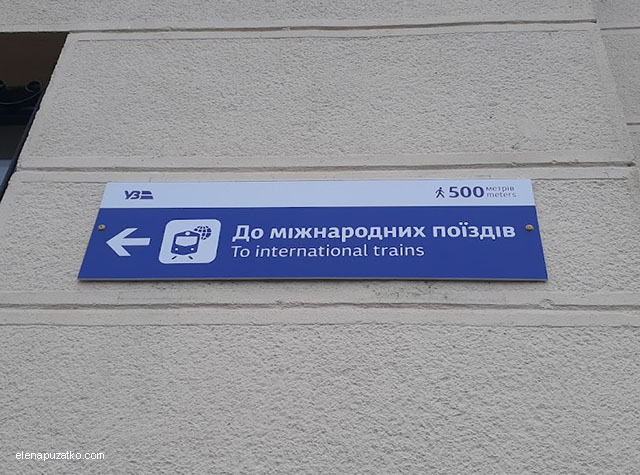 УЗ
500 метрів
meters
До міжнародних поїздів
To international trains
elenapuzatko.com